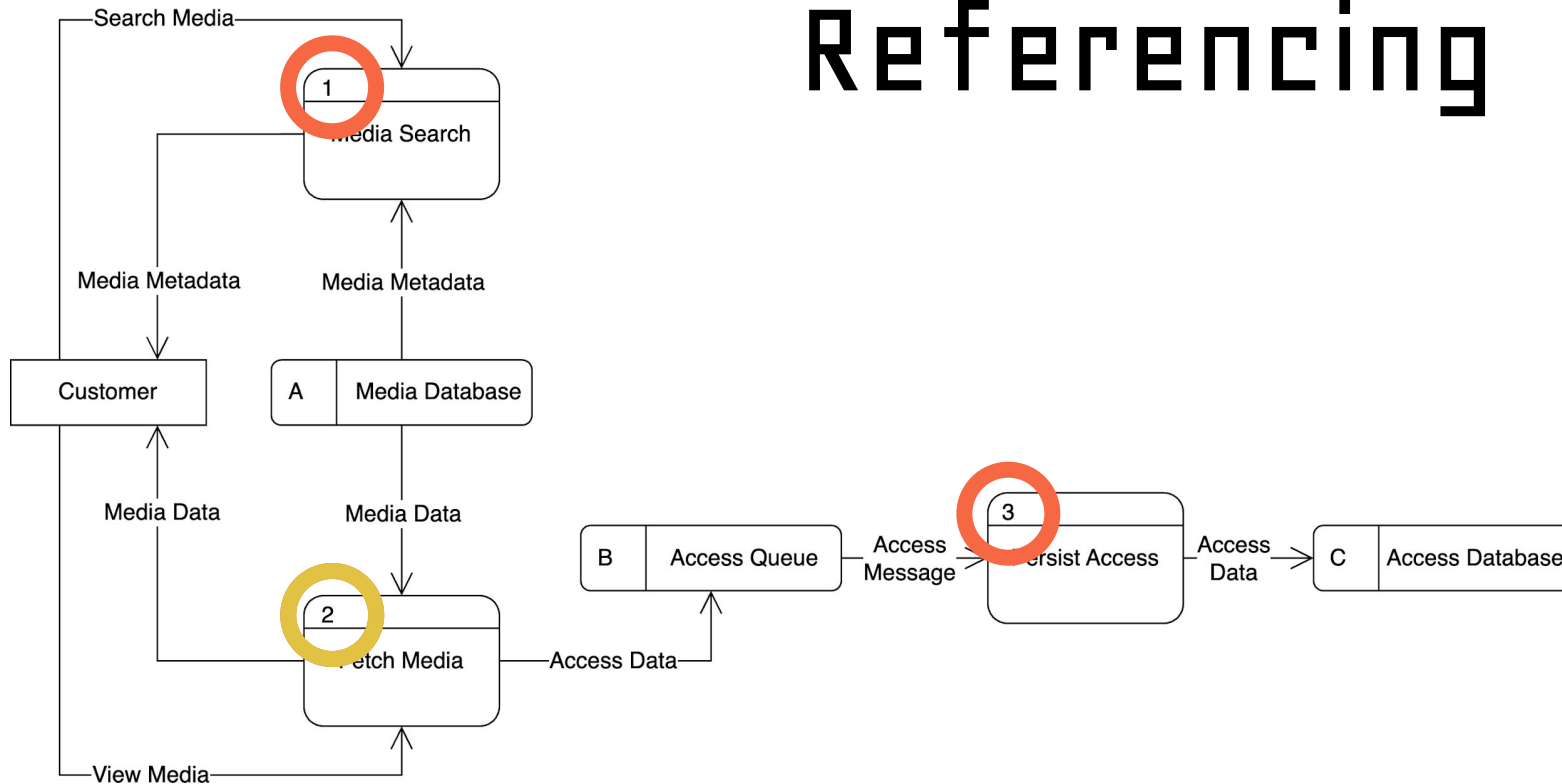 Referencing
Search Media
1
Media Search
Media Metadata
Media Metadata
Customer
A
Media Database
Media Data
Media Data
2
Fetch Media
Access Data
View Media
B
Access Queue
Access
Message
3
Persist Access
Access
Data
C
Access Database